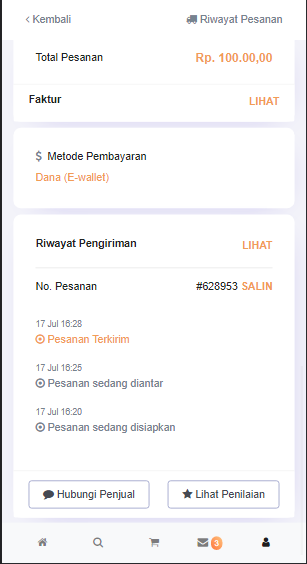 Kembali
Riwayat Pesanan
Total Pesanan
Rp. 100.00,00
Faktur
LIHAT
$ Metode Pembayaran
Dana (E-wallet)
Riwayat Pengiriman
LIHAT
No. Pesanan
#628953 SALIN
17 Jul 16:28
Pesanan Terkirim
17 Jul 16:25
Pesanan sedang diantar
17 Jul 16:20
Pesanan sedang disiapkan
Hubungi Penjual
Lihat Penilaian
3